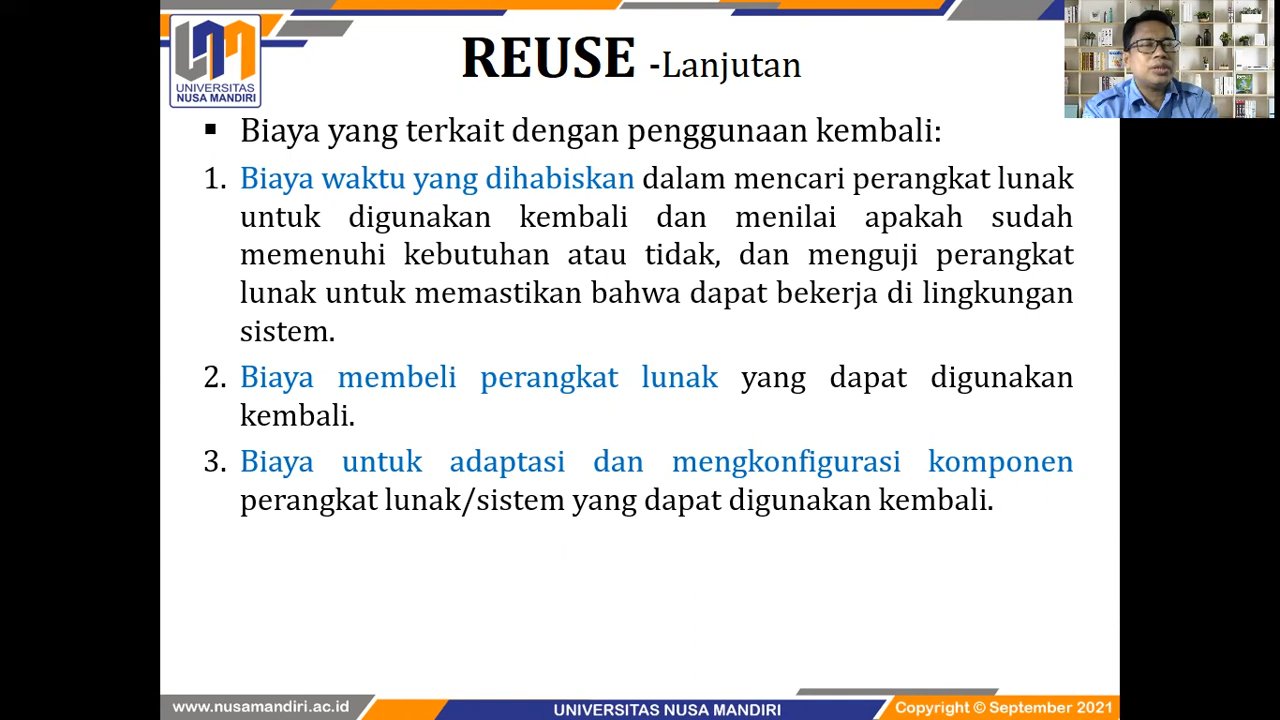 UNIVERSITAS
NUSA MANDIRI
REUSE -Lanjutan
▪ Biaya yang terkait dengan penggunaan kembali:
1. Biaya waktu yang dihabiskan dalam mencari perangkat lunak
untuk digunakan kembali dan menilai apakah sudah
memenuhi kebutuhan atau tidak, dan menguji perangkat
lunak untuk memastikan bahwa dapat bekerja di lingkungan
sistem.
2. Biaya membeli perangkat lunak yang dapat digunakan
kembali.
3. Biaya untuk adaptasi dan mengkonfigurasi komponen
perangkat lunak/sistem yang dapat digunakan kembali.
www.nusamandiri.ac.id
UNIVERSITAS NUSA MANDIRI
Copyright © September 2021